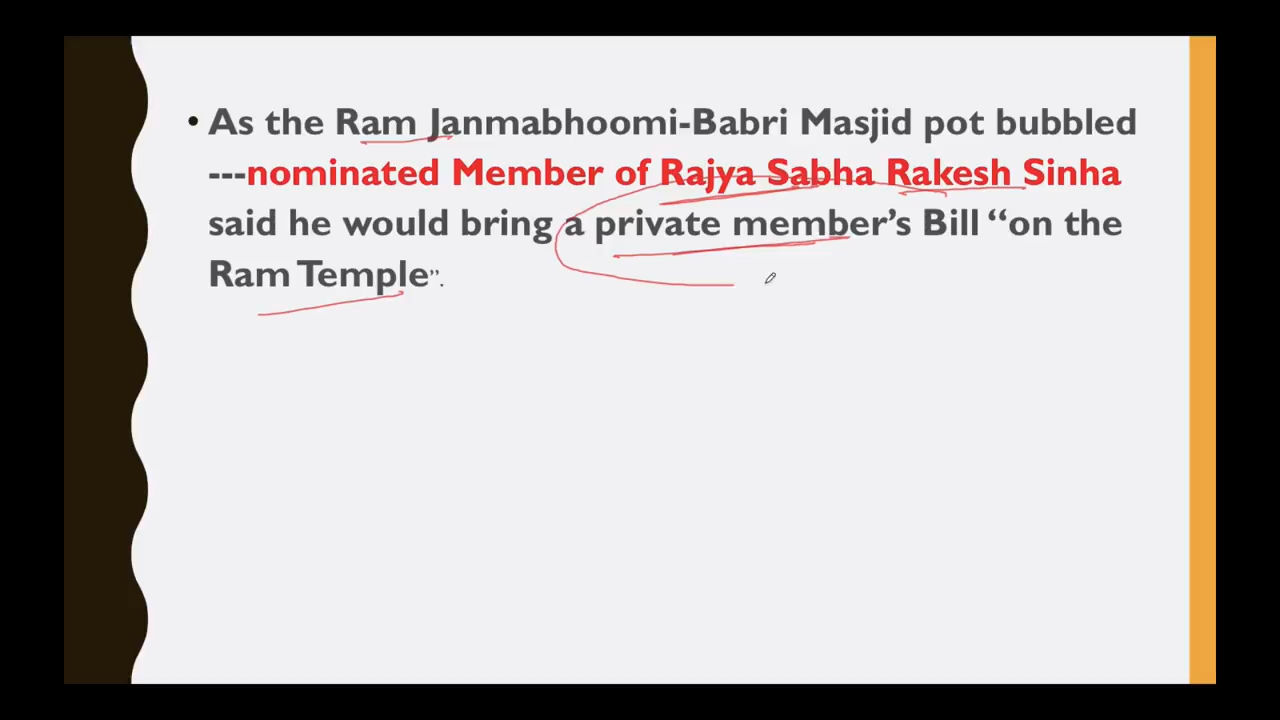 • As the Ram Janmabhoomi-Babri Masjid pot bubbled
---nominated Member of Rajya Sabha Rakesh Sinha
said he would bring a private member’s Bill “on the
Ram Temple”.